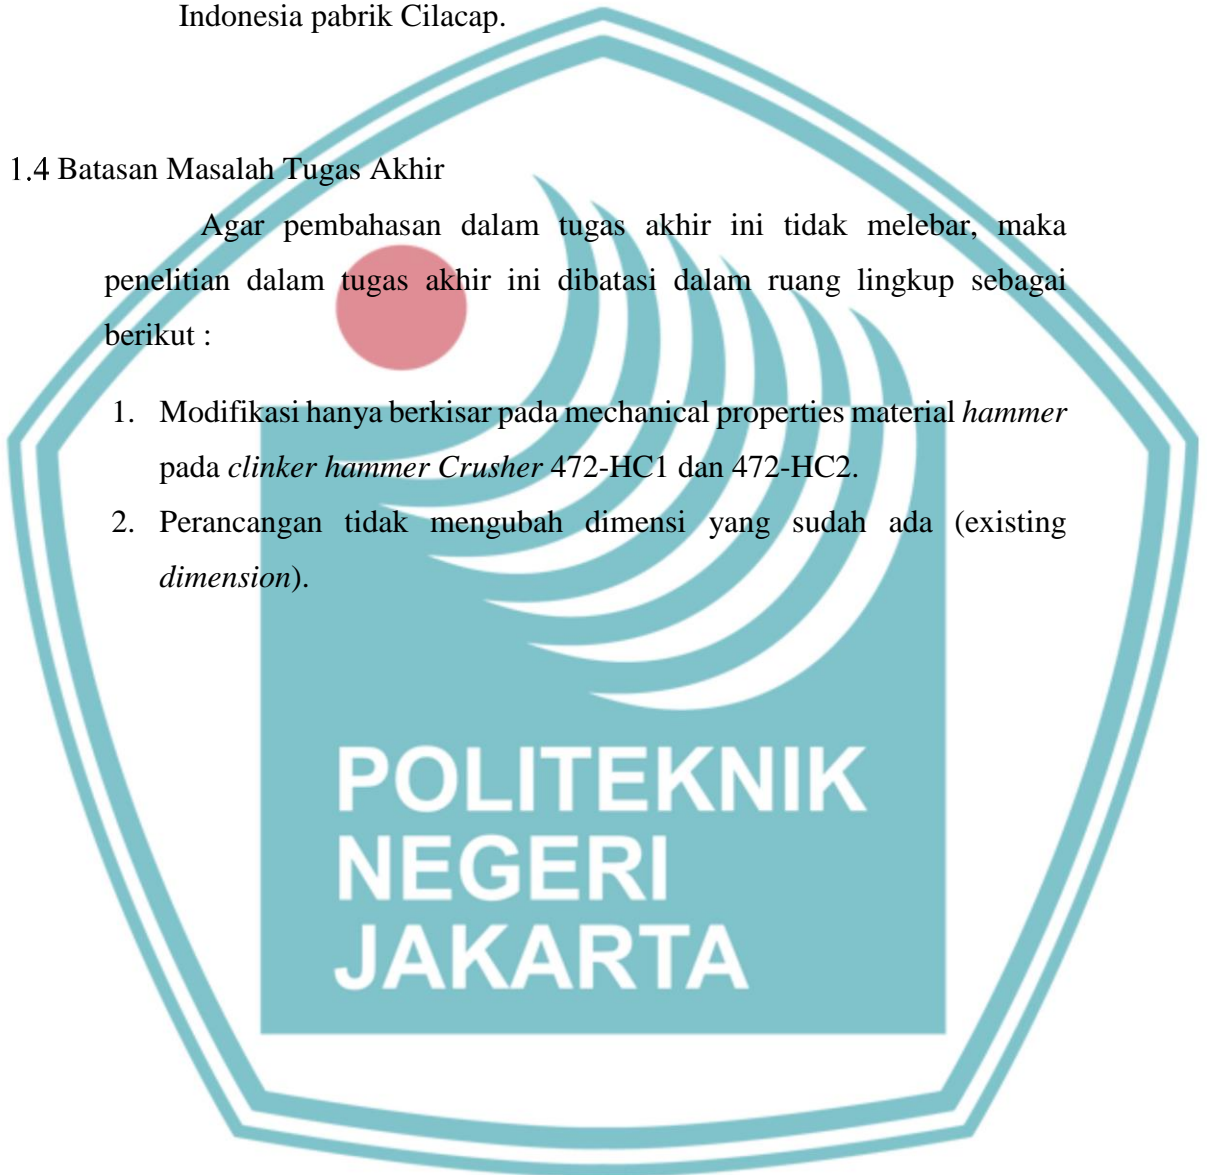 Indonesia pabrik Cilacap.
1.4 Batasan Masalah Tugas Akhir
Agar pembahasan dalam tugas akhir ini tidak melebar, maka
penelitian dalam tugas akhir ini dibatasi dalam ruang lingkup sebagai
berikut :
1. Modifikasi hanya berkisar pada mechanical properties material hammer
pada clinker hammer Crusher 472-HC1 dan 472-HC2.
2. Perancangan tidak mengubah dimensi yang sudah ada (existing
dimension).
POLITEKNIK
NEGERI
JAKARTA